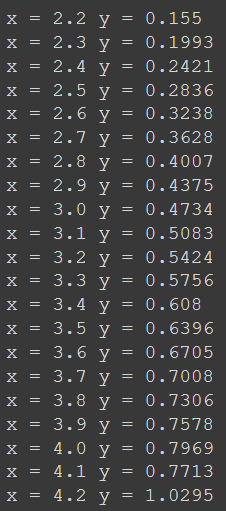 x = 2.2 y = 0.155
x = 2.3 y = 0.1993
x = 2.4 y = 0.2421
x = 2.5 y = 0.2836
x = 2.6 y = 0.3238
x = 2.7 y = 0.3628
x = 2.8 y = 0.4007
x = 2.9 y = 0.4375
x = 3.0 y = 0.4734
x = 3.1 y = 0.5083
x = 3.2 y = 0.5424
x = 3.3 y = 0.5756
x = 3.4 y = 0.608
x = 3.5 y = 0.6396
x = 3.6 y = 0.6705
x = 3.7 y = 0.7008
x = 3.8 y = 0.7306
x = 3.9 y = 0.7578
x = 4.0 y = 0.7969
x = 4.1 y = 0.7713
x = 4.2 y = 1.0295